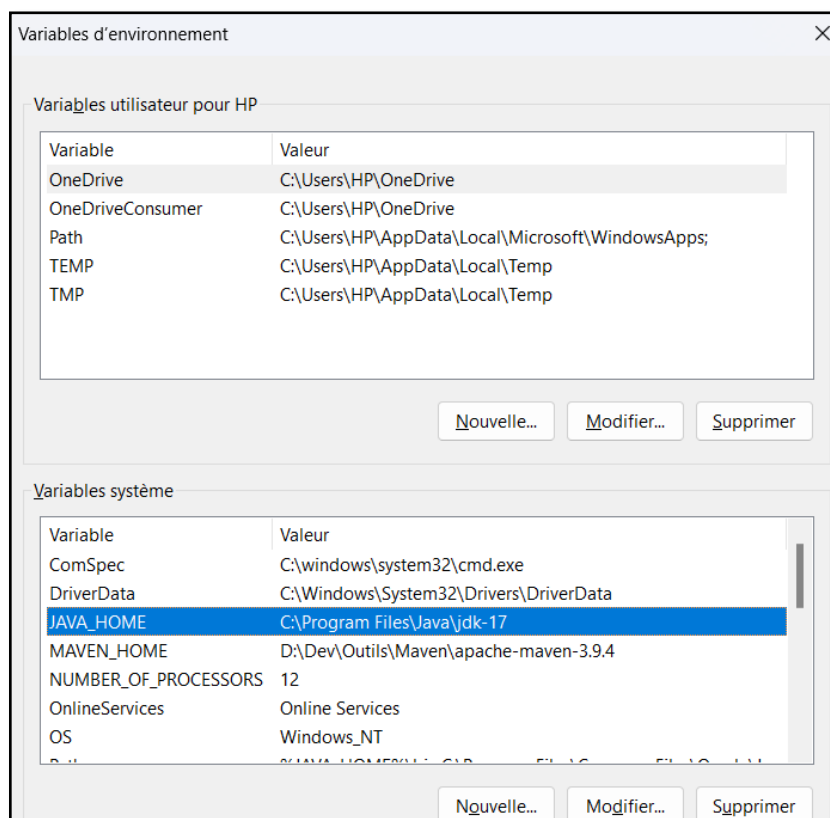 Variables d’environnement
Variables utilisateur pour HP
Variable Valeur
OneDrive C:\Users\HP\OneDrive
OneDriveConsumer C:\Users\HP\OneDrive
Path C:\Users\HP\AppData\Local\Microsoft\WindowsApps;
TEMP C:\Users\HP\AppData\Local\Temp
TMP C:\Users\HP\AppData\Local\Temp
Nouvelle... Modifier... Supprimer
Variables système
Variable Valeur
ComSpec C:\windows\system32\cmd.exe
DriverData C:\Windows\System32\Drivers\DriverData
JAVA_HOME C:\Program Files\Java\jdk-17
MAVEN_HOME D:\Dev\Outils\Maven\apache-maven-3.9.4
NUMBER_OF_PROCESSORS 12
OnlineServices Online Services
OS Windows_NT
Nouvelle... Modifier... Supprimer